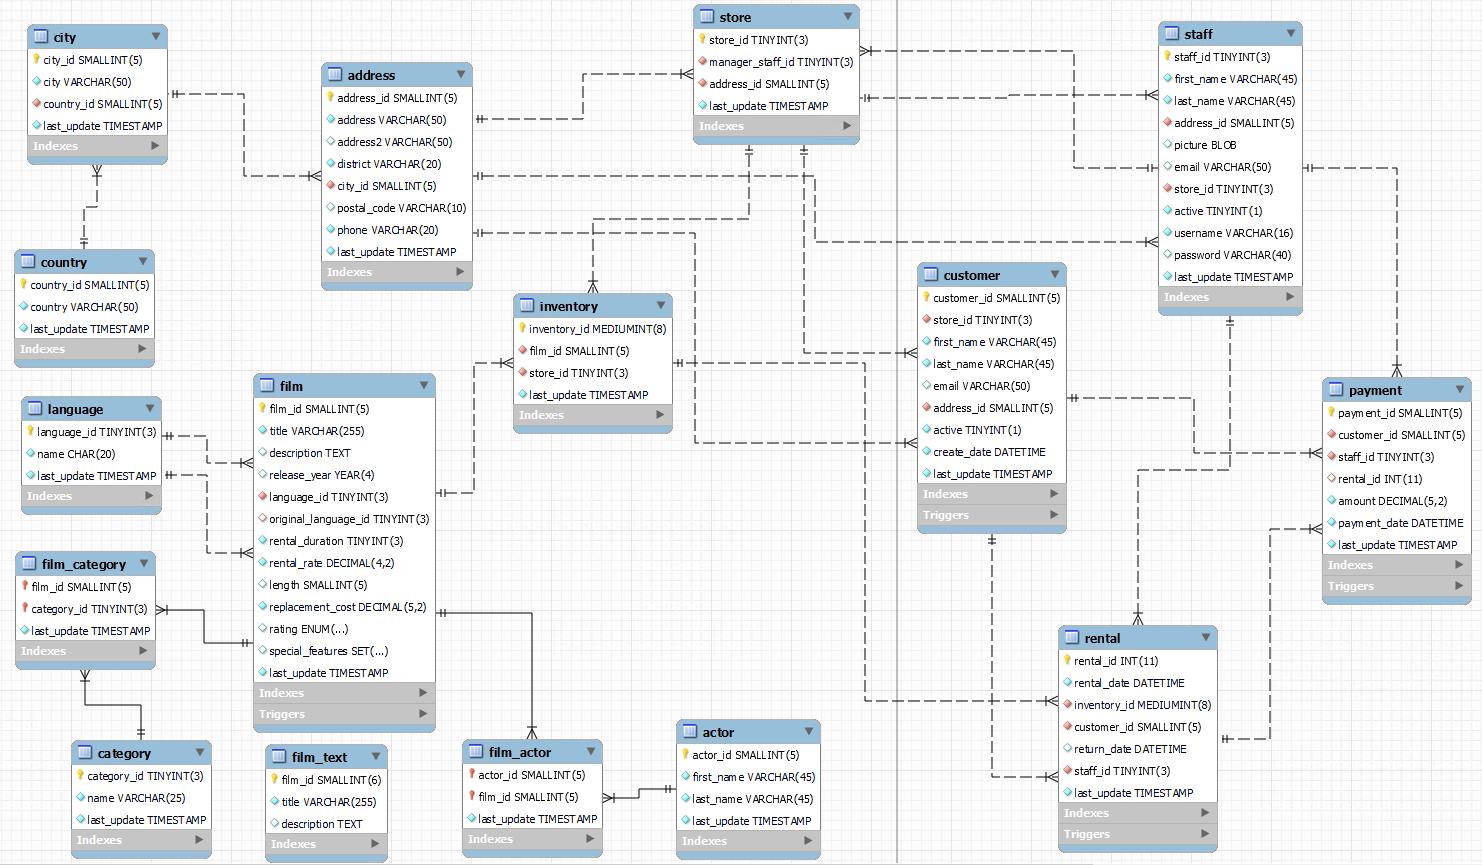 city
city_id SMALLINT(5)
city VARCHAR(50)
country_id SMALLINT(5)
last_update TIMESTAMP
Indexes
address
address_id SMALLINT(5)
address VARCHAR(50)
address2 VARCHAR(50)
district VARCHAR(20)
city_id SMALLINT(5)
postal_code VARCHAR(10)
phone VARCHAR(20)
last_update TIMESTAMP
Indexes
store
store_id TINYINT(3)
manager_staff_id TINYINT(3)
address_id SMALLINT(5)
last_update TIMESTAMP
Indexes
staff
staff_id TINYINT(3)
first_name VARCHAR(45)
last_name VARCHAR(45)
address_id SMALLINT(5)
picture BLOB
email VARCHAR(50)
store_id TINYINT(3)
active TINYINT(1)
username VARCHAR(16)
password VARCHAR(40)
last_update TIMESTAMP
Indexes
country
country_id SMALLINT(5)
country VARCHAR(50)
last_update TIMESTAMP
Indexes
inventory
inventory_id MEDIUMINT(8)
film_id SMALLINT(5)
store_id TINYINT(3)
last_update TIMESTAMP
Indexes
customer
customer_id SMALLINT(5)
store_id TINYINT(3)
first_name VARCHAR(45)
last_name VARCHAR(45)
email VARCHAR(50)
address_id SMALLINT(5)
active TINYINT(1)
create_date DATETIME
last_update TIMESTAMP
Indexes
Triggers
language
language_id TINYINT(3)
name CHAR(20)
last_update TIMESTAMP
Indexes
film
film_id SMALLINT(5)
title VARCHAR(255)
description TEXT
release_year YEAR(4)
language_id TINYINT(3)
original_language_id TINYINT(3)
rental_duration TINYINT(3)
rental_rate DECIMAL(4,2)
length SMALLINT(5)
replacement_cost DECIMAL(5,2)
rating ENUM(...)
special_features SET(...)
last_update TIMESTAMP
Indexes
Triggers
payment
payment_id SMALLINT(5)
customer_id SMALLINT(5)
staff_id TINYINT(3)
rental_id INT(11)
amount DECIMAL(5,2)
payment_date DATETIME
last_update TIMESTAMP
Indexes
Triggers
film_category
film_id SMALLINT(5)
category_id TINYINT(3)
last_update TIMESTAMP
Indexes
category
category_id TINYINT(3)
name VARCHAR(25)
last_update TIMESTAMP
Indexes
film_text
film_id SMALLINT(6)
title VARCHAR(255)
description TEXT
Indexes
film_actor
actor_id SMALLINT(5)
film_id SMALLINT(5)
last_update TIMESTAMP
Indexes
actor
actor_id SMALLINT(5)
first_name VARCHAR(45)
last_name VARCHAR(45)
last_update TIMESTAMP
Indexes
rental
rental_id INT(11)
rental_date DATETIME
inventory_id MEDIUMINT(8)
customer_id SMALLINT(5)
return_date DATETIME
staff_id TINYINT(3)
last_update TIMESTAMP
Indexes
Triggers